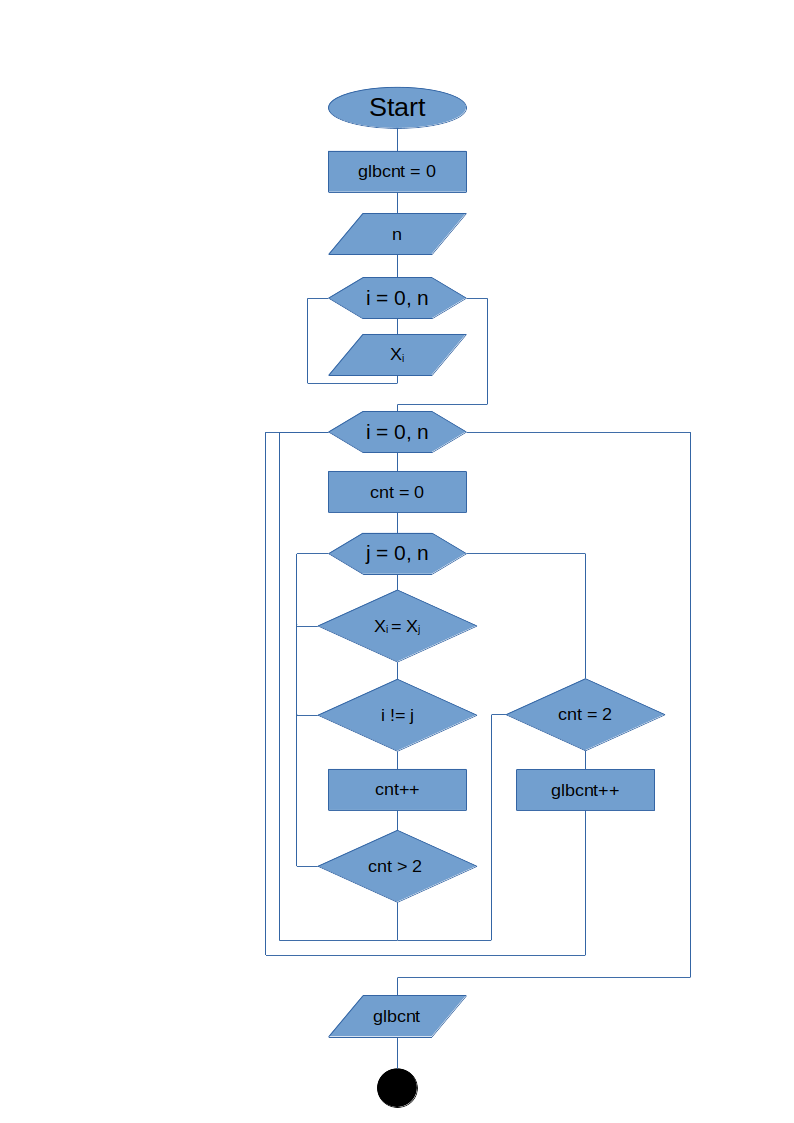 Start
glbcnt = 0
n
i = 0, n
Xi
i = 0, n
cnt = 0
j = 0, n
Xi = Xj
i != j
cnt = 2
cnt++
glbcnt++
cnt > 2
glbcnt